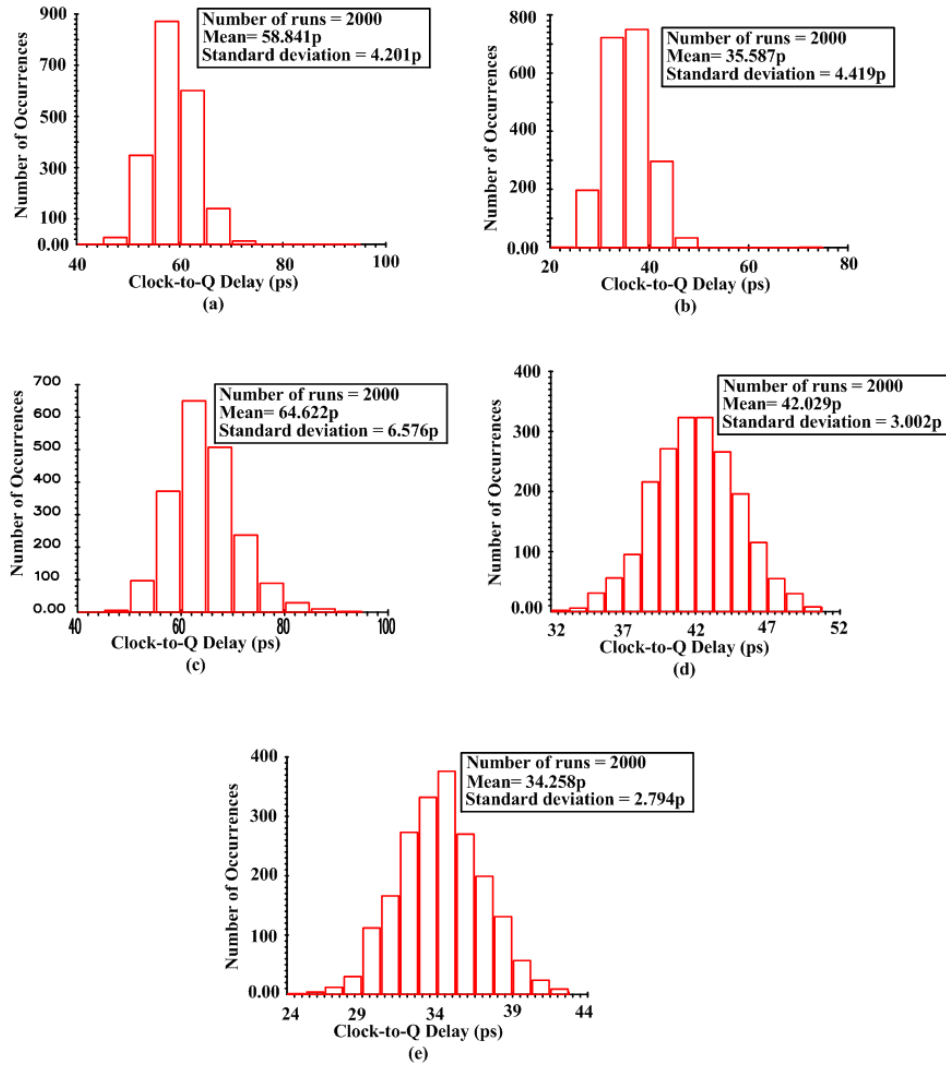 900
Number of runs = 2000
Mean= 58.841p
Standard deviation = 4.201p
700
500
300
100
0.00
Number of Occurrences
40
60
80
100
Clock-to-Q Delay (ps)
(a)
800
Number of runs = 2000
Mean= 35.587p
Standard deviation = 4.419p
600
400
200
0.00
Number of Occurrences
20
40
60
80
Clock-to-Q Delay (ps)
(b)
700
Number of runs = 2000
Mean= 64.622p
Standard deviation = 6.576p
600
500
400
300
200
100
0.00
Number of Occurrences
40
60
80
100
Clock-to-Q Delay (ps)
(c)
400
Number of runs = 2000
Mean= 42.029p
Standard deviation = 3.002p
300
200
100
0.00
Number of Occurrences
32
37
42
47
52
Clock-to-Q Delay (ps)
(d)
400
Number of runs = 2000
Mean= 34.258p
Standard deviation = 2.794p
300
200
100
0.00
Number of Occurrences
24
29
34
39
44
Clock-to-Q Delay (ps)
(e)